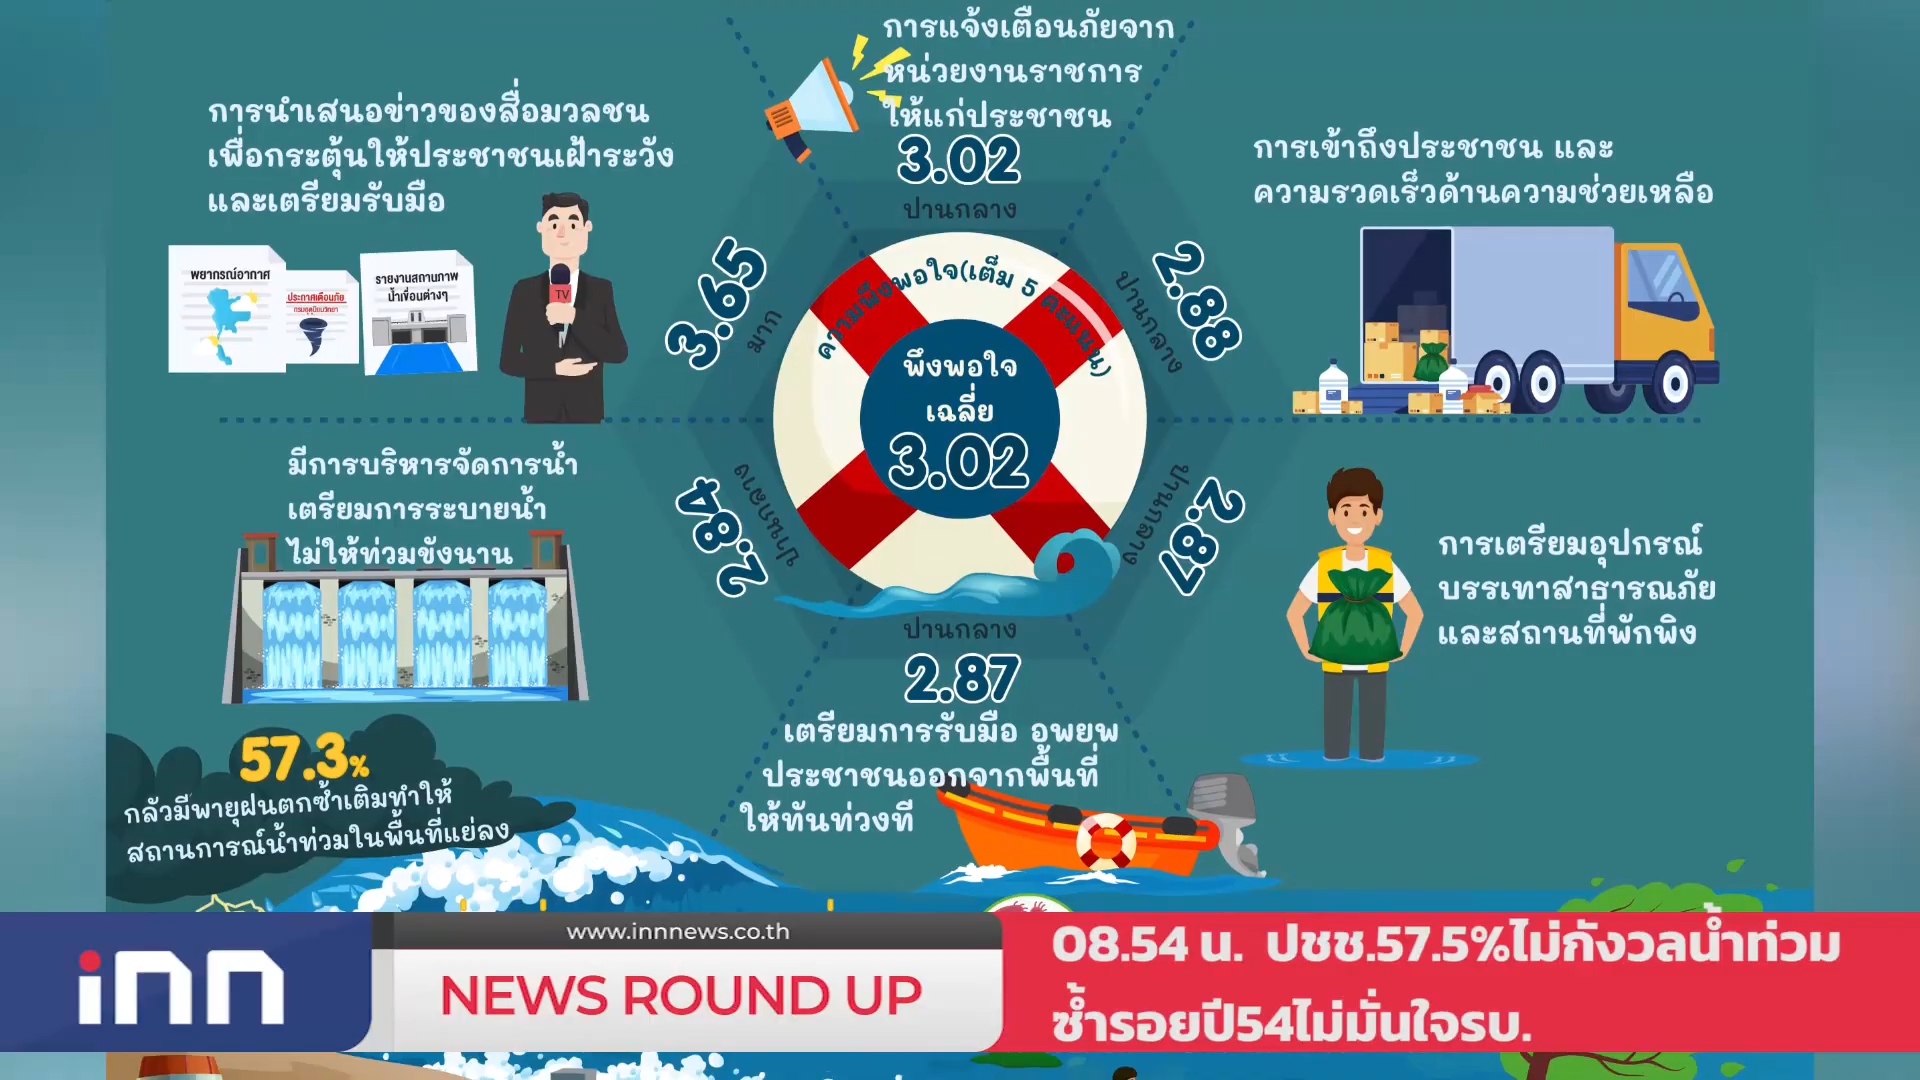 การแจ้งเตือนภัยจาก
หน่วยงานราชการ
ให้แก่ประชาชน
3.02
ปานกลาง
การนำเสนอข่าวของสื่อมวลชน
เพื่อกระตุ้นให้ประชาชนเฝ้าระวัง
และเตรียมรับมือ
พยากรณ์อากาศ
ประกาศเตือนภัย
กรมอุตุนิยมวิทยา
รายงานสถานภาพ
น้ำเขื่อนต่างๆ
TV
3.65
มาก
การเข้าถึงประชาชน และ
ความรวดเร็วด้านความช่วยเหลือ
2.88
ปานกลาง
ความพึงพอใจ(เต็ม 5 คะแนน)
พึงพอใจ
เฉลี่ย
3.02
มีการบริหารจัดการน้ำ
เตรียมการระบายน้ำ
ไม่ให้ท่วมขังนาน
2.84
ปานกลาง
2.87
ปานกลาง
การเตรียมอุปกรณ์
บรรเทาสาธารณภัย
และสถานที่พักพิง
ปานกลาง
2.87
เตรียมการรับมือ อพยพ
ประชาชนออกจากพื้นที่
ให้ทันท่วงที
57.3%
กลัวมีพายุฝนตกซ้ำเติมทำให้
สถานการณ์น้ำท่วมในพื้นที่แย่ลง
inn
www.innnews.co.th
NEWS ROUND UP
08.54 น. ปชช.57.5%ไม่กังวลน้ำท่วม
ซ้ำรอยปี54ไม่มั่นใจรบ.